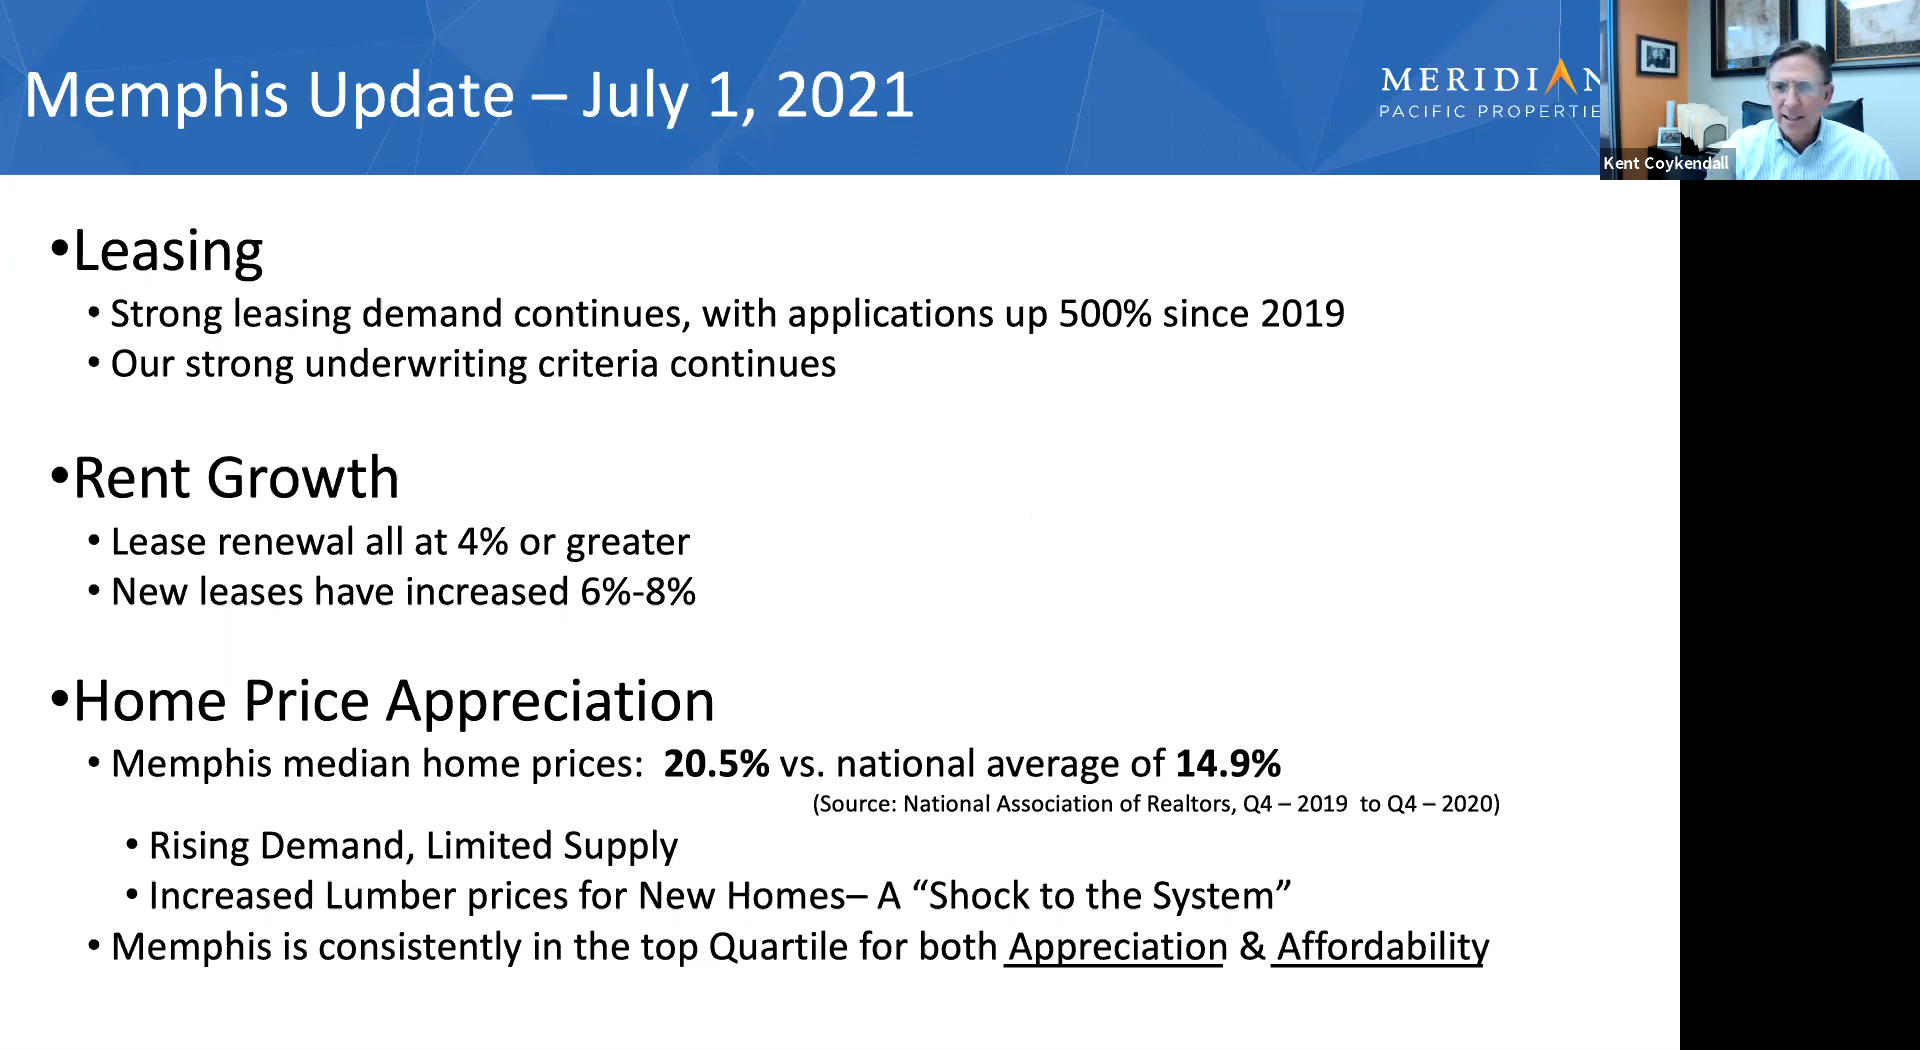 Memphis Update – July 1, 2021
MERIDIAN
PACIFIC PROPERTIE
Kent Coykendall
•Leasing
• Strong leasing demand continues, with applications up 500% since 2019
• Our strong underwriting criteria continues
•Rent Growth
• Lease renewal all at 4% or greater
• New leases have increased 6%-8%
•Home Price Appreciation
• Memphis median home prices:  20.5% vs. national average of 14.9%
(Source: National Association of Realtors, Q4 – 2019  to Q4 – 2020)
• Rising Demand, Limited Supply
• Increased Lumber prices for New Homes– A “Shock to the System”
• Memphis is consistently in the top Quartile for both Appreciation & Affordability